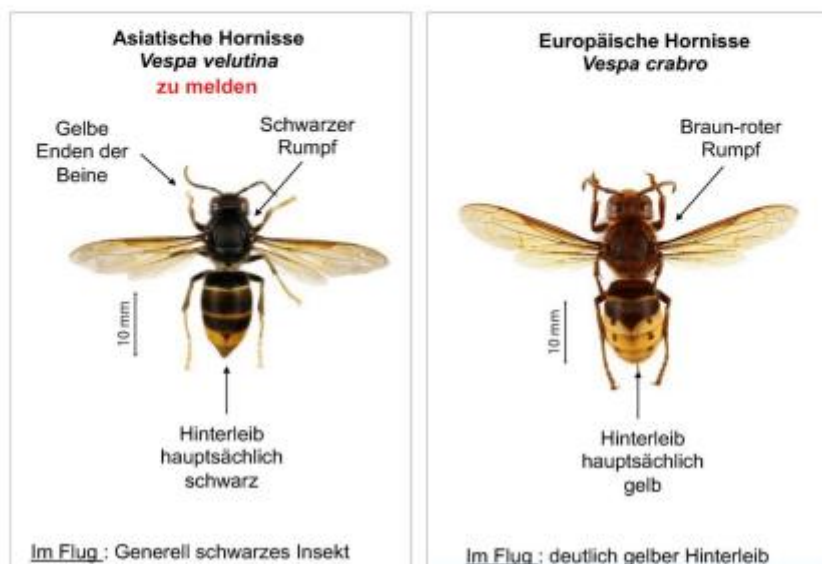 Asiatische Hornisse
Vespa velutina
zu melden
Gelbe
Enden der
Beine
Schwarzer
Rumpf
10 mm
Hinterleib
hauptsächlich
schwarz
Im Flug : Generell schwarzes Insekt
Europäische Hornisse
Vespa crabro
Braun-roter
Rumpf
10 mm
Hinterleib
hauptsächlich
gelb
Im Flug : deutlich gelber Hinterleib